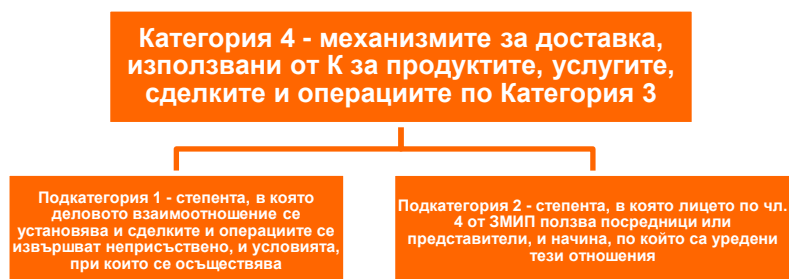 Категория 4 - механизмите за доставка,
използвани от К за продуктите, услугите,
сделките и операциите по Категория 3
Подкатегория 1 - степента, в която
деловото взаимоотношение се
установява и сделките и операциите се
извършват неприсъствено, и условията,
при които се осъществява
Подкатегория 2 - степента, в която лицето по чл.
4 от ЗМИП ползва посредници или
представители, и начина, по който са уредени
тези отношения